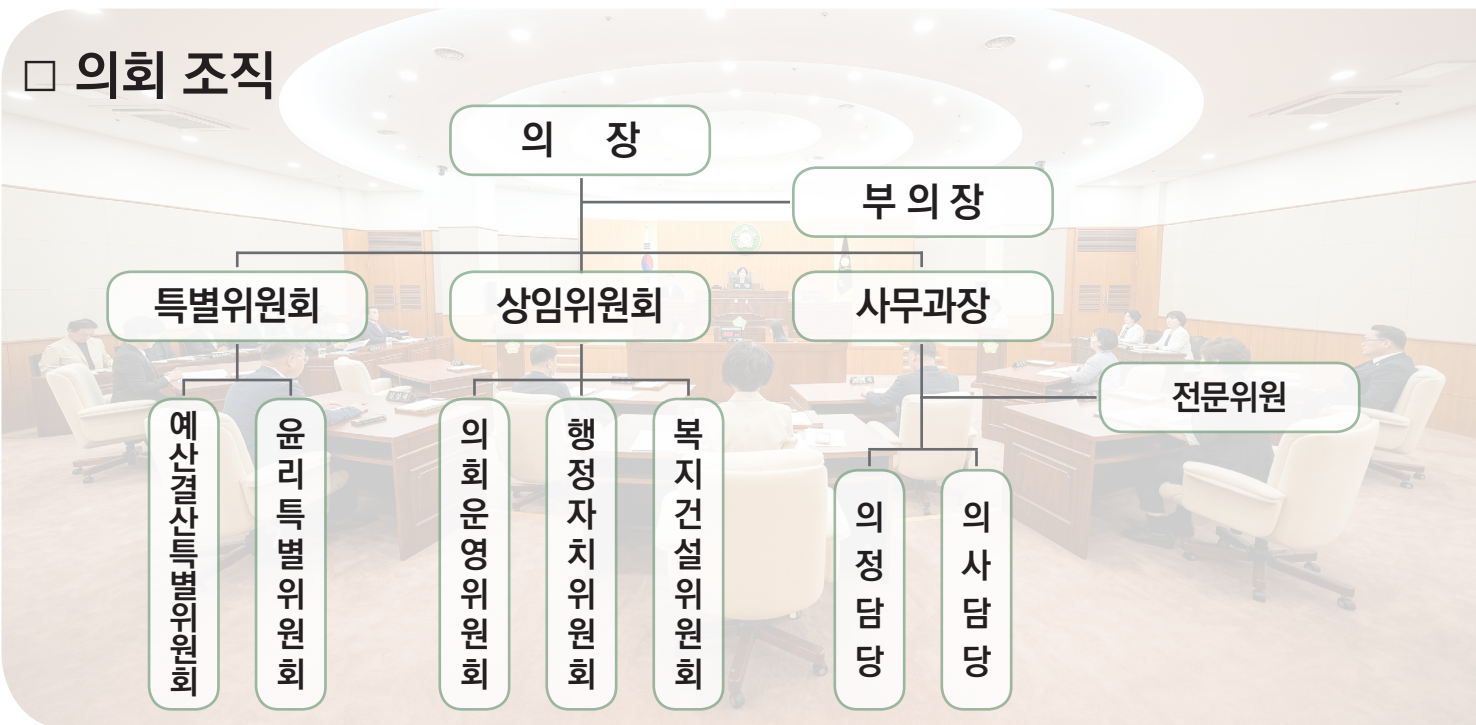 □ 의회 조직
의 장
부 의 장
특별위원회
상임위원회
사무과장
전문위원
예산결산특별위원회
윤리특별위원회
의회운영위원회
행정자치위원회
복지건설위원회
의정담당
의사담당